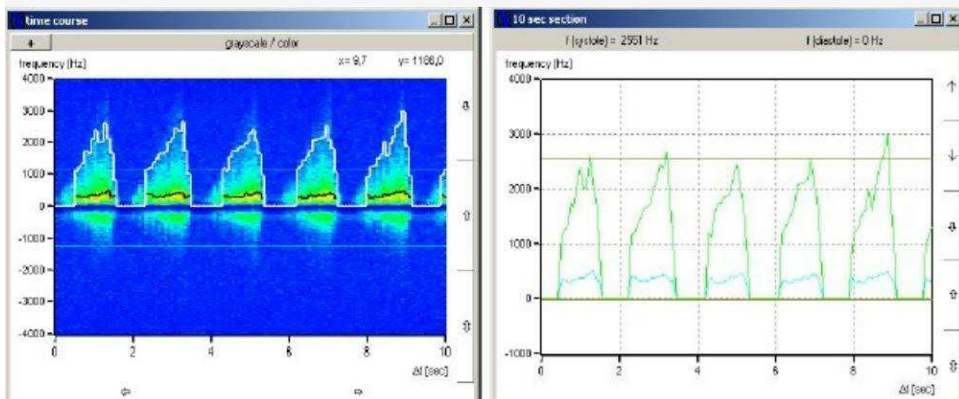 time course
+ grayscale / color
frequency [Hz] x= 9,7 y= 1166,0
4000
3000
2000
1000
0
-1000
-2000
-3000
-4000
0 2 4 6 8 10
Δt [sec]
10 sec section
f (systole) = 2551 Hz f (diastole) = 0 Hz
frequency [Hz]
4000
3000
2000
1000
0
-1000
0 2 4 6 8 10
Δt [sec]